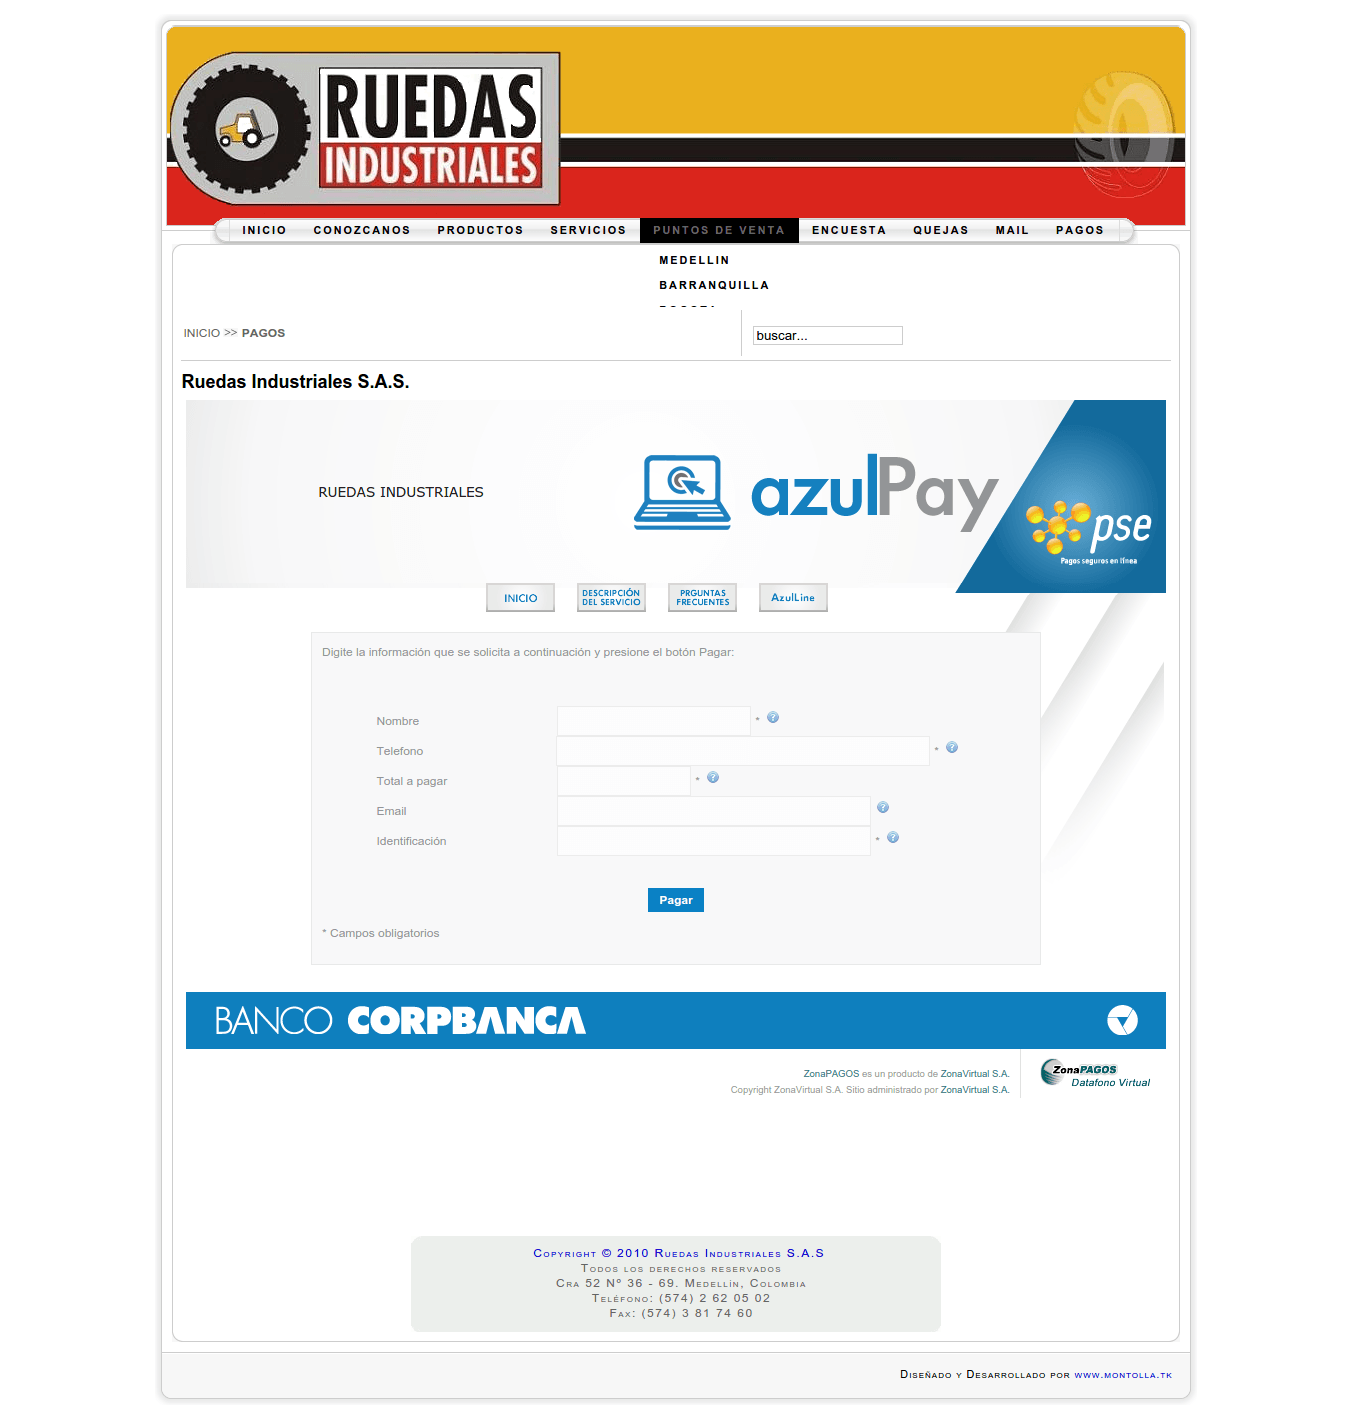 RUEDAS
INDUSTRIALES
INICIO CONOZCANOS PRODUCTOS SERVICIOS PUNTOS DE VENTA ENCUESTA QUEJAS MAIL PAGOS
MEDELLIN
BARRANQUILLA
INICIO >> PAGOS
buscar...
Ruedas Industriales S.A.S.
RUEDAS INDUSTRIALES
azulPay
pse
Pagos seguros en línea
INICIO
DESCRIPCIÓN
DEL SERVICIO
PRGUNTAS
FRECUENTES
AzulLine
Digite la información que se solicita a continuación y presione el botón Pagar:
Nombre *
Telefono *
Total a pagar *
Email
Identificación *
Pagar
* Campos obligatorios
BANCO CORPBANCA
ZonaPAGOS es un producto de ZonaVirtual S.A.
Copyright ZonaVirtual S.A. Sitio administrado por ZonaVirtual S.A.
ZonaPAGOS
Datafono Virtual
Copyright © 2010 Ruedas Industriales S.A.S
Todos los derechos reservados
Cra 52 Nº 36 - 69. Medellín, Colombia
Teléfono: (574) 2 62 05 02
Fax: (574) 3 81 74 60
Diseñado y Desarrollado por www.montolla.tk